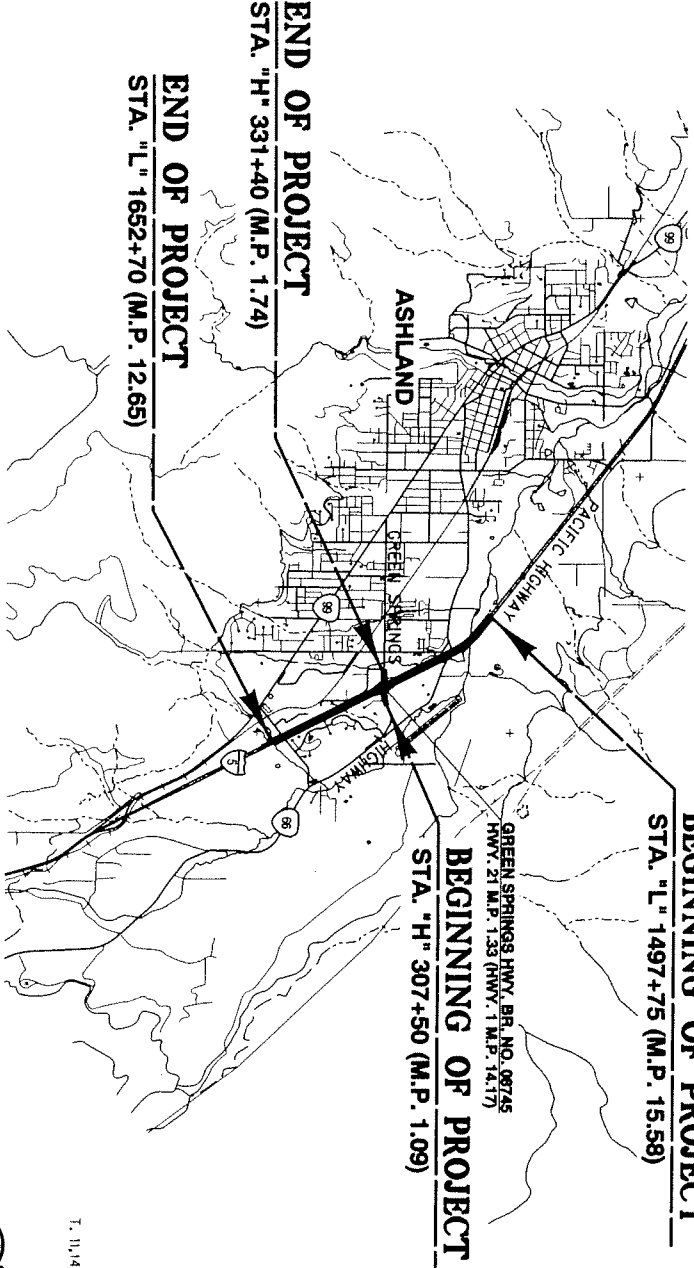 BEGINNING OF PROJECT
STA. "L" 1497+75 (M.P. 15.58)
GREEN SPRINGS HWY. BR. NO. 06745
HWY. 21 M.P. 1.33 (HWY. 1 M.P. 14.17)
BEGINNING OF PROJECT
STA. "H" 307+50 (M.P. 1.09)
99
PACIFIC HIGHWAY
ASHLAND
GREEN SPRINGS
HIGHWAY
99
5
66
END OF PROJECT
STA. "H" 331+40 (M.P. 1.74)
END OF PROJECT
STA. "L" 1652+70 (M.P. 12.65)